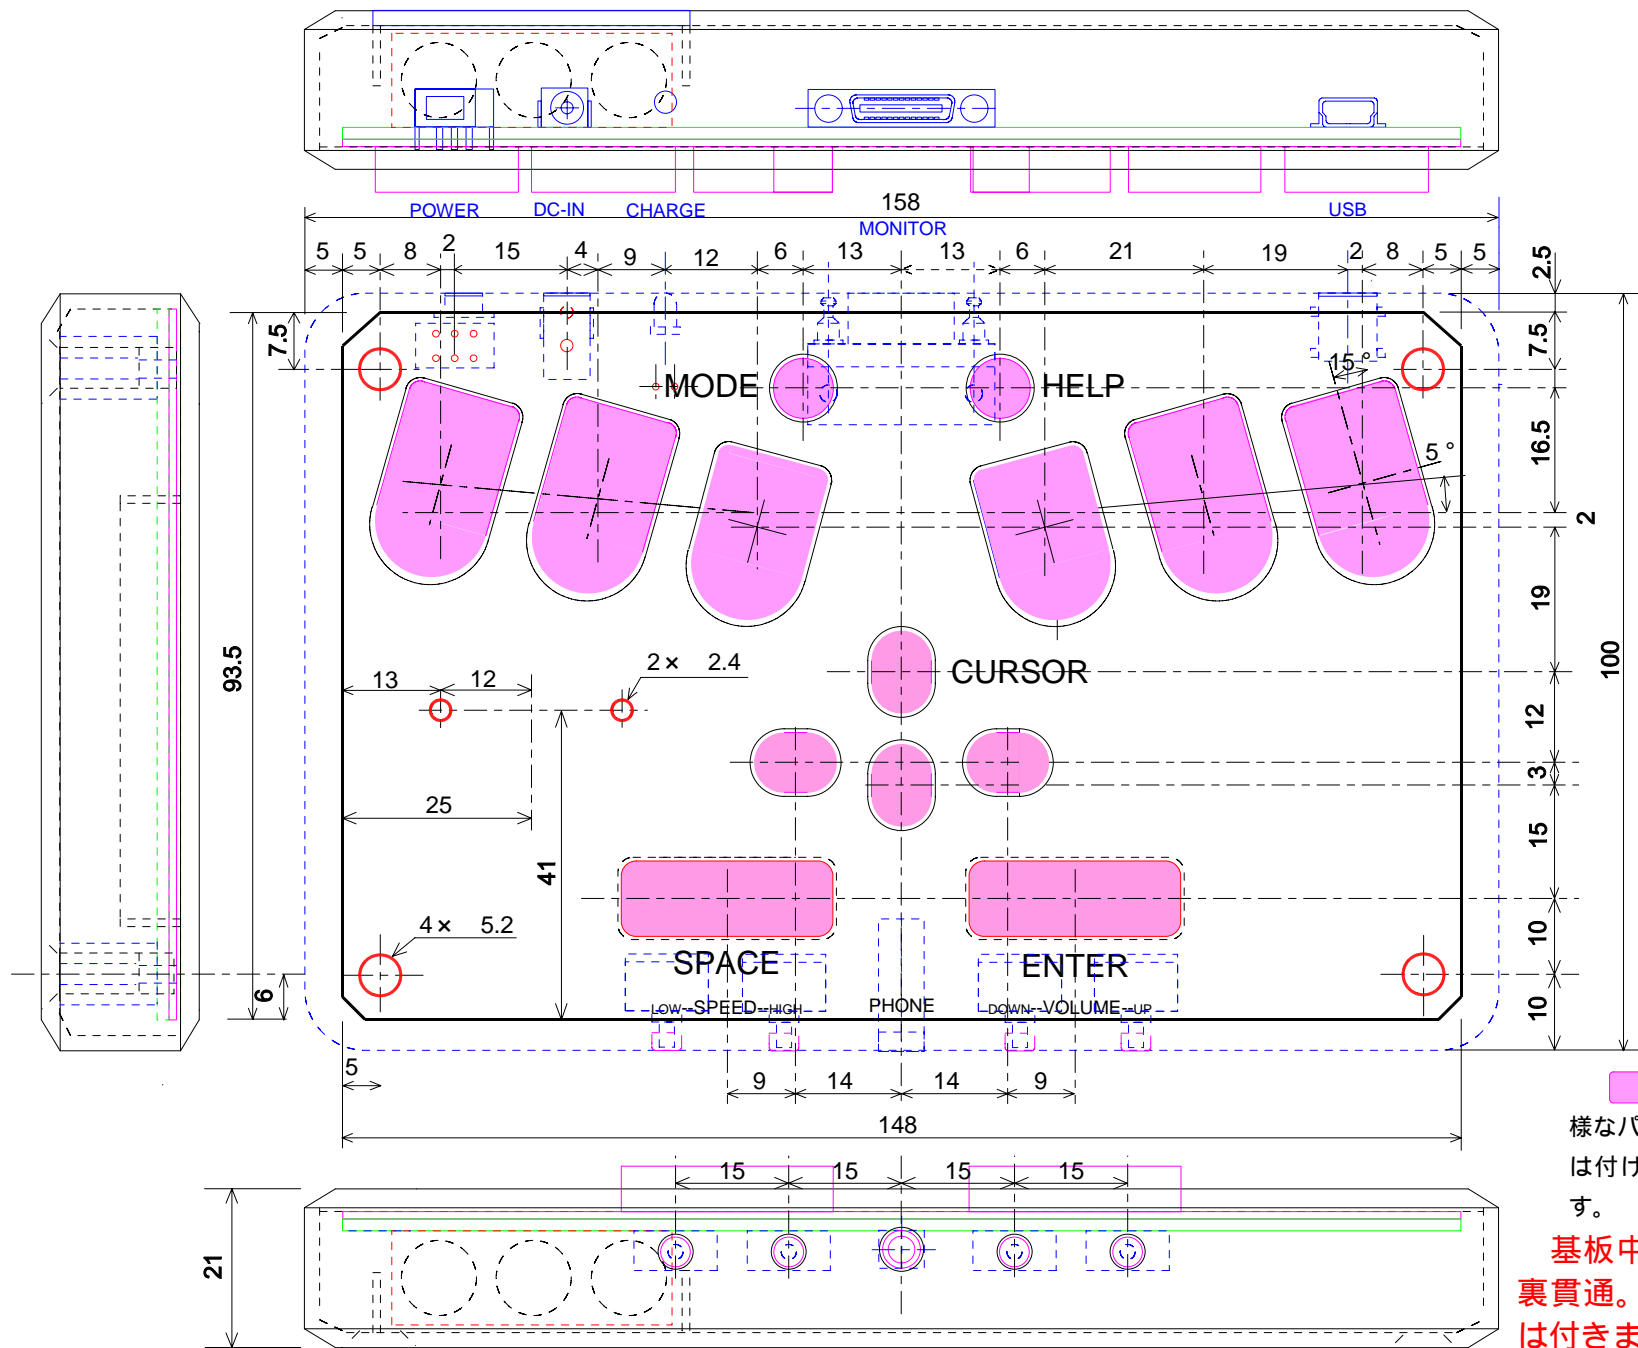 POWER DC-IN CHARGE 158 USB
MONITOR
5 5 8 2 15 4 9 12 6 13 13 6 21 19 2 8 5 5
2.5
7.5
7.5
15°
MODE HELP
16.5
5°
2
19
100
93.5
2× 2.4
CURSOR
13 12
12
3
25
15
41
4× 5.2
10
SPACE ENTER
6
LOW--SPEED--HIGH PHONE DOWN--VOLUME--UP
10
5
9 14 14 9
148
様なパ
は付け
す。
15 15 15 15
21
基板中
裏貫通。
は付きま